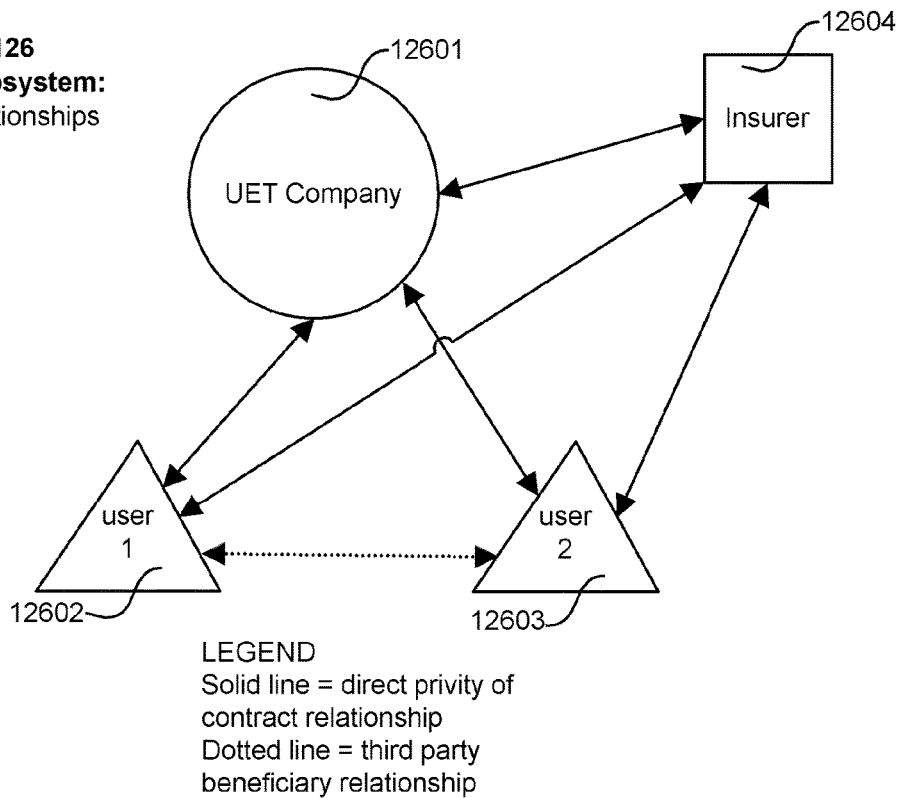 126
system:
tionships
12601
12604
UET Company
Insurer
user
1
user
2
12602
12603
LEGEND
Solid line = direct privity of
contract relationship
Dotted line = third party
beneficiary relationship